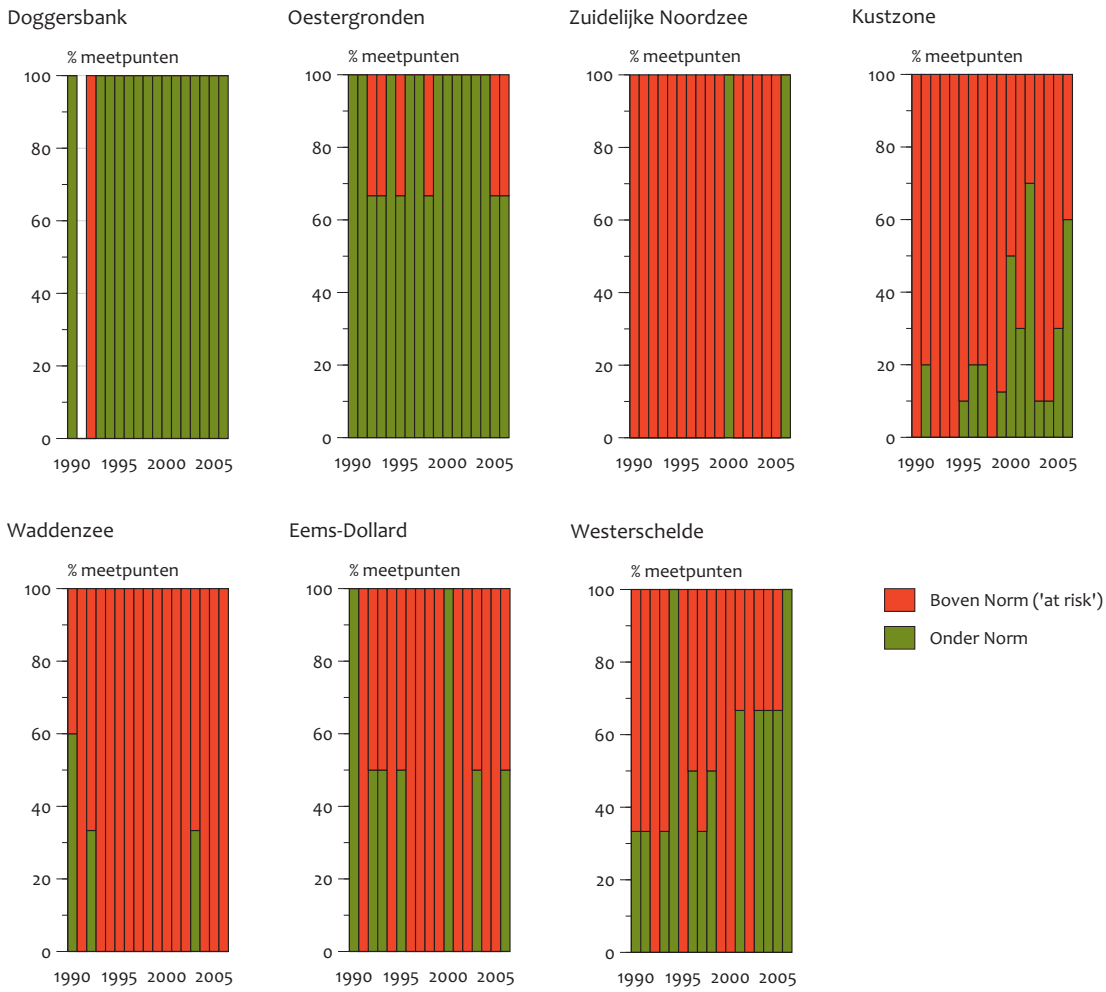 Doggersbank
% meetpunten
100
80
60
40
20
0
1990 1995 2000 2005
Oestergronden
% meetpunten
100
80
60
40
20
0
1990 1995 2000 2005
Zuidelijke Noordzee
% meetpunten
100
80
60
40
20
0
1990 1995 2000 2005
Kustzone
% meetpunten
100
80
60
40
20
0
1990 1995 2000 2005
Waddenzee
% meetpunten
100
80
60
40
20
0
1990 1995 2000 2005
Eems-Dollard
% meetpunten
100
80
60
40
20
0
1990 1995 2000 2005
Westerschelde
% meetpunten
100
80
60
40
20
0
1990 1995 2000 2005
Boven Norm ('at risk')
Onder Norm